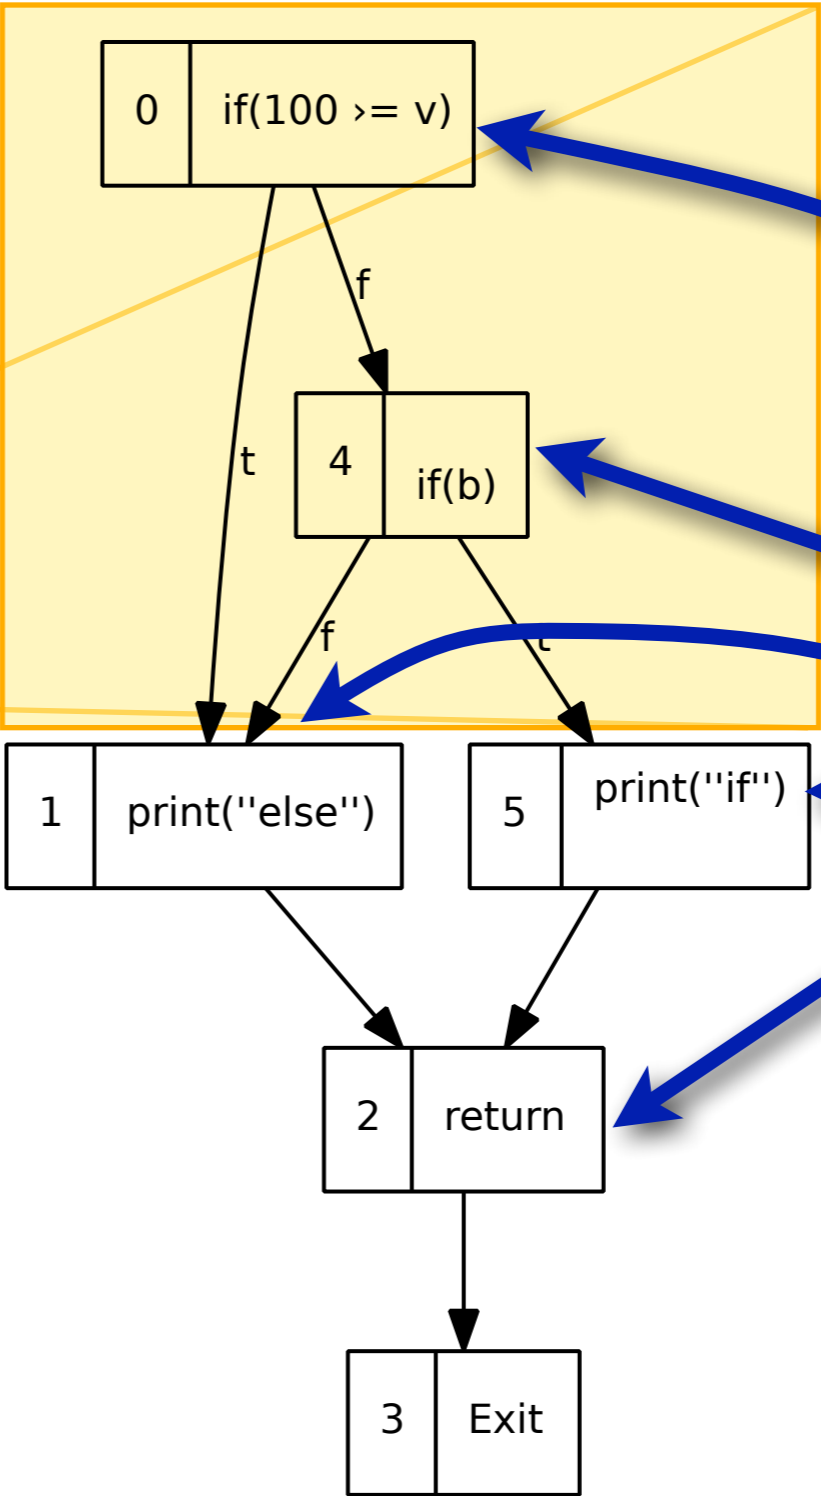 0 if(100 >= v)
f
t
4 if(b)
f
t
1 print(''else'')
5 print(''if'')
2 return
3 Exit